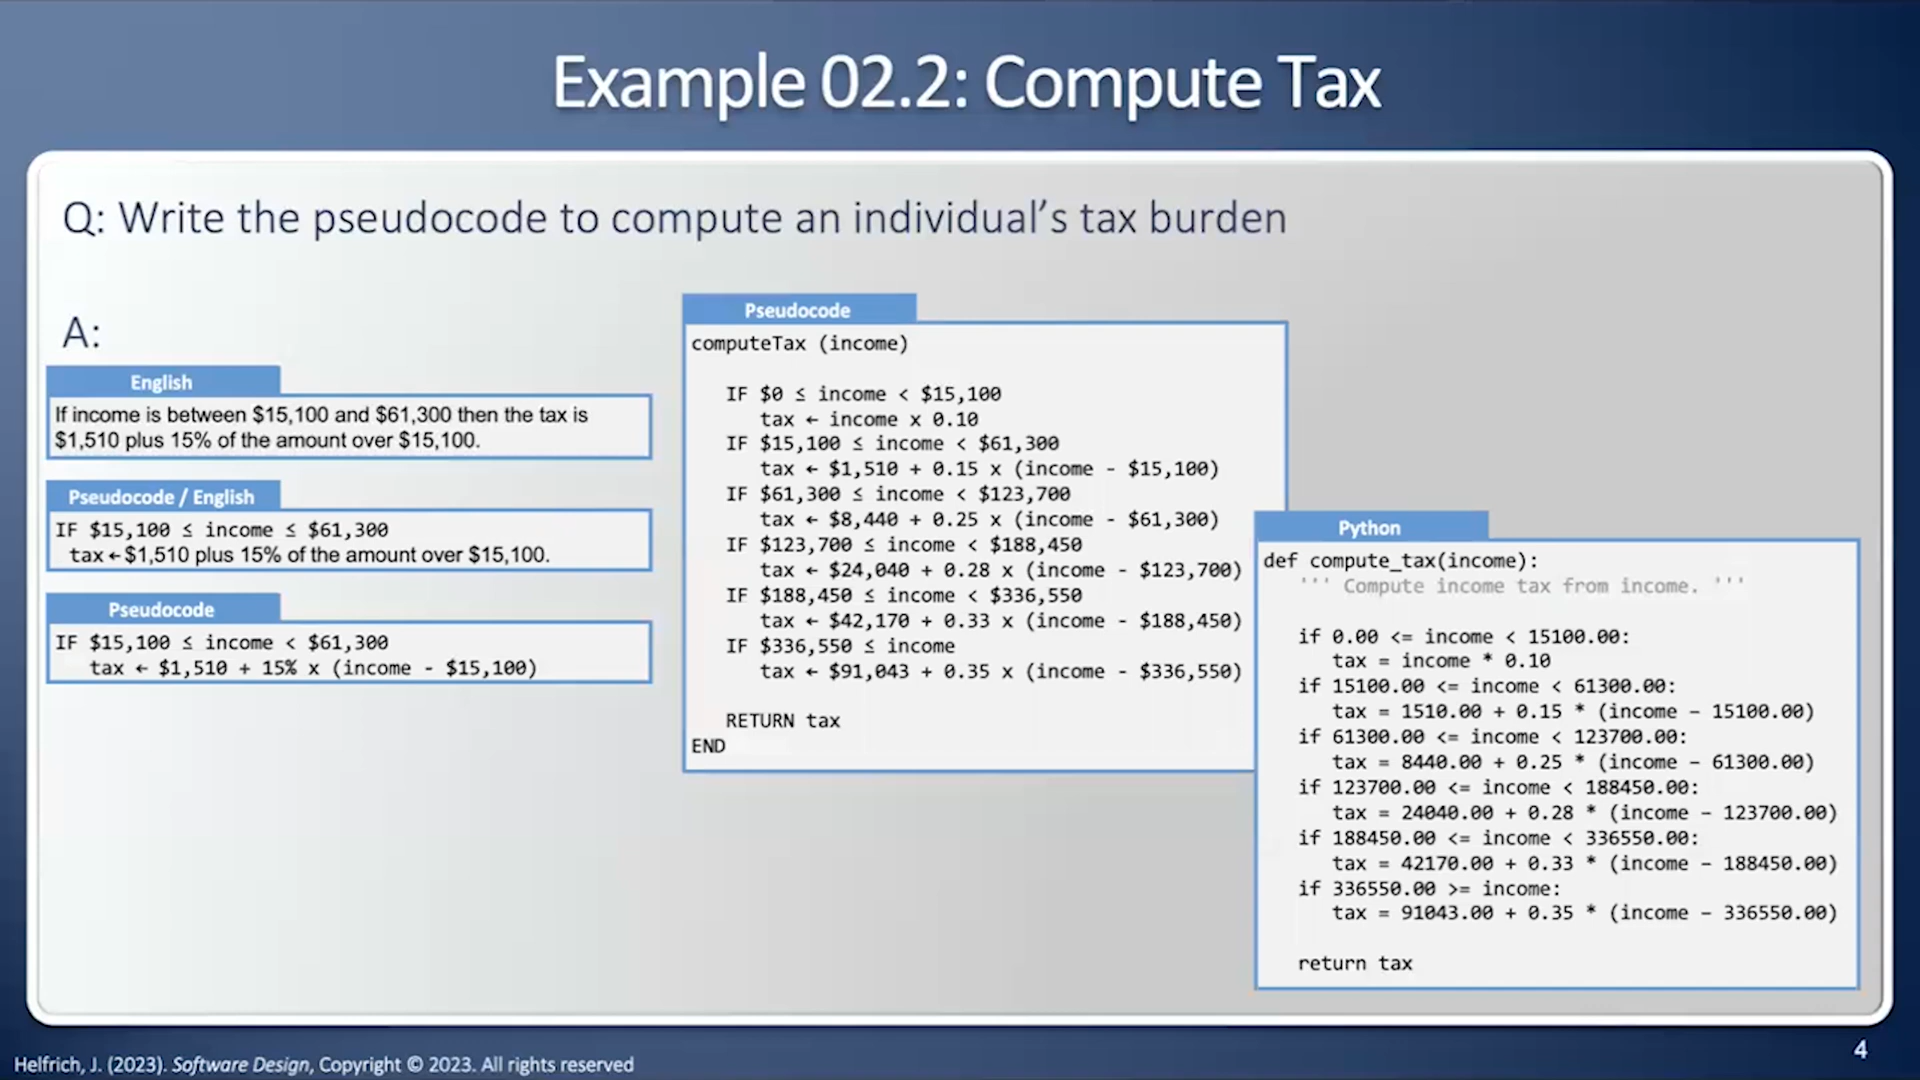 Example 02.2: Compute Tax
Q: Write the pseudocode to compute an individual's tax burden
A:
English
If income is between $15,100 and $61,300 then the tax is
$1,510 plus 15% of the amount over $15,100.
Pseudocode / English
IF $15,100 ≤ income ≤ $61,300
tax ← $1,510 plus 15% of the amount over $15,100.
Pseudocode
IF $15,100 ≤ income < $61,300
tax ← $1,510 + 15% x (income - $15,100)
Pseudocode
computeTax (income)
IF $0 ≤ income < $15,100
tax ← income x 0.10
IF $15,100 ≤ income < $61,300
tax ← $1,510 + 0.15 x (income - $15,100)
IF $61,300 ≤ income < $123,700
tax ← $8,440 + 0.25 x (income - $61,300)
IF $123,700 ≤ income < $188,450
tax ← $24,040 + 0.28 x (income - $123,700)
IF $188,450 ≤ income < $336,550
tax ← $42,170 + 0.33 x (income - $188,450)
IF $336,550 ≤ income
tax ← $91,043 + 0.35 x (income - $336,550)
RETURN tax
END
Python
def compute_tax(income):
''' Compute income tax from income. '''
if 0.00 <= income < 15100.00:
tax = income * 0.10
if 15100.00 <= income < 61300.00:
tax = 1510.00 + 0.15 * (income – 15100.00)
if 61300.00 <= income < 123700.00:
tax = 8440.00 + 0.25 * (income – 61300.00)
if 123700.00 <= income < 188450.00:
tax = 24040.00 + 0.28 * (income – 123700.00)
if 188450.00 <= income < 336550.00:
tax = 42170.00 + 0.33 * (income – 188450.00)
if 336550.00 >= income:
tax = 91043.00 + 0.35 * (income – 336550.00)
return tax
Helfrich, J. (2023). Software Design, Copyright © 2023. All rights reserved
4